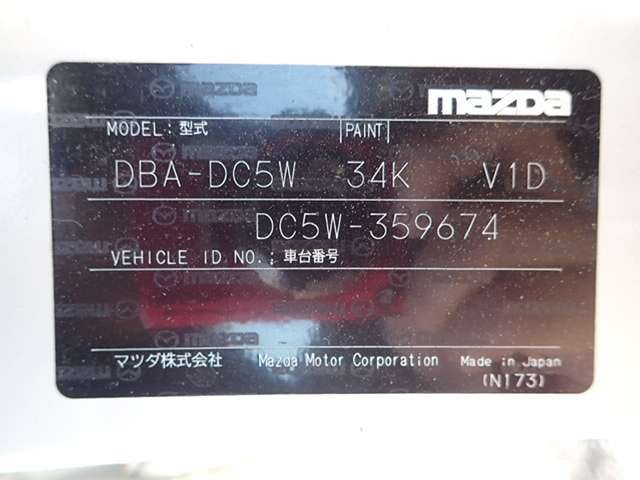 mazda
MODEL; 型式 PAINT
DBA-DC5W 34K V1D
DC5W-359674
VEHICLE ID NO.; 車台番号
マツダ株式会社 Mazda Motor Corporation Made in Japan
(N173)